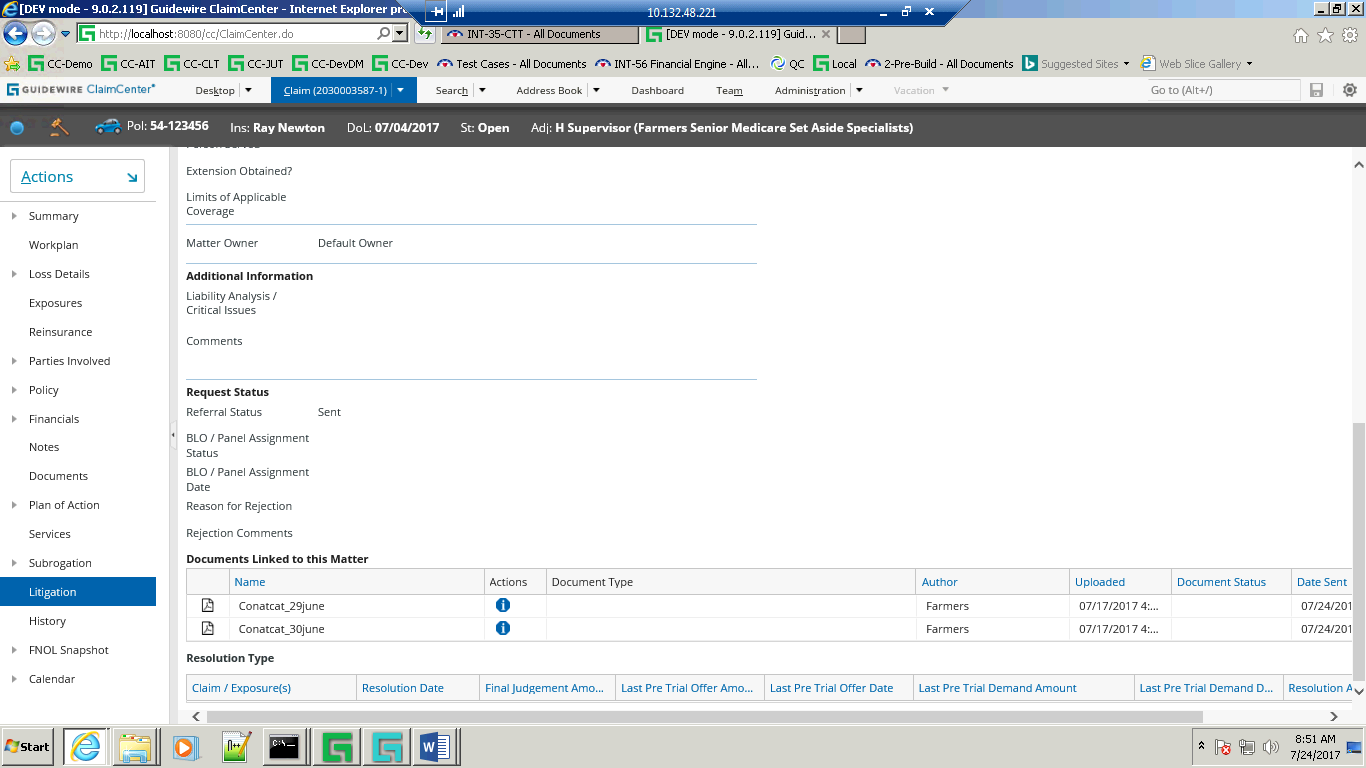 [DEV mode - 9.0.2.119] Guidewire ClaimCenter - Internet Explorer pre
10.132.48.221
http://localhost:8080/cc/ClaimCenter.do
INT-35-CTT - All Documents
[DEV mode - 9.0.2.119] Guid...
CC-Demo
CC-AIT
CC-CLT
CC-JUT
CC-DevDM
CC-Dev
Test Cases - All Documents
INT-56 Financial Engine - Al...
QC
Local
2-Pre-Build - All Documents
Suggested Sites
Web Slice Gallery
GUIDEWIRE ClaimCenter
Desktop
Claim (2030003587-1)
Search
Address Book
Dashboard
Team
Administration
Vacation
Go to (Alt+/)
Pol: 54-123456
Ins: Ray Newton
DoL: 07/04/2017
St: Open
Adj: H Supervisor (Farmers Senior Medicare Set Aside Specialists)
Actions
Summary
Workplan
Loss Details
Exposures
Reinsurance
Parties Involved
Policy
Financials
Notes
Documents
Plan of Action
Services
Subrogation
Litigation
History
FNOL Snapshot
Calendar
Extension Obtained?
Limits of Applicable
Coverage
Matter Owner Default Owner
Additional Information
Liability Analysis /
Critical Issues
Comments
Request Status
Referral Status Sent
BLO / Panel Assignment
Status
BLO / Panel Assignment
Date
Reason for Rejection
Rejection Comments
Documents Linked to this Matter
Name Actions Document Type Author Uploaded Document Status Date Sent
Conatcat_29june Farmers 07/17/2017 4:... 07/24/201
Conatcat_30june Farmers 07/17/2017 4:... 07/24/201
Resolution Type
Claim / Exposure(s) Resolution Date Final Judgement Amo... Last Pre Trial Offer Amo... Last Pre Trial Offer Date Last Pre Trial Demand Amount Last Pre Trial Demand D... Resolution A
Start
8:51 AM
7/24/2017